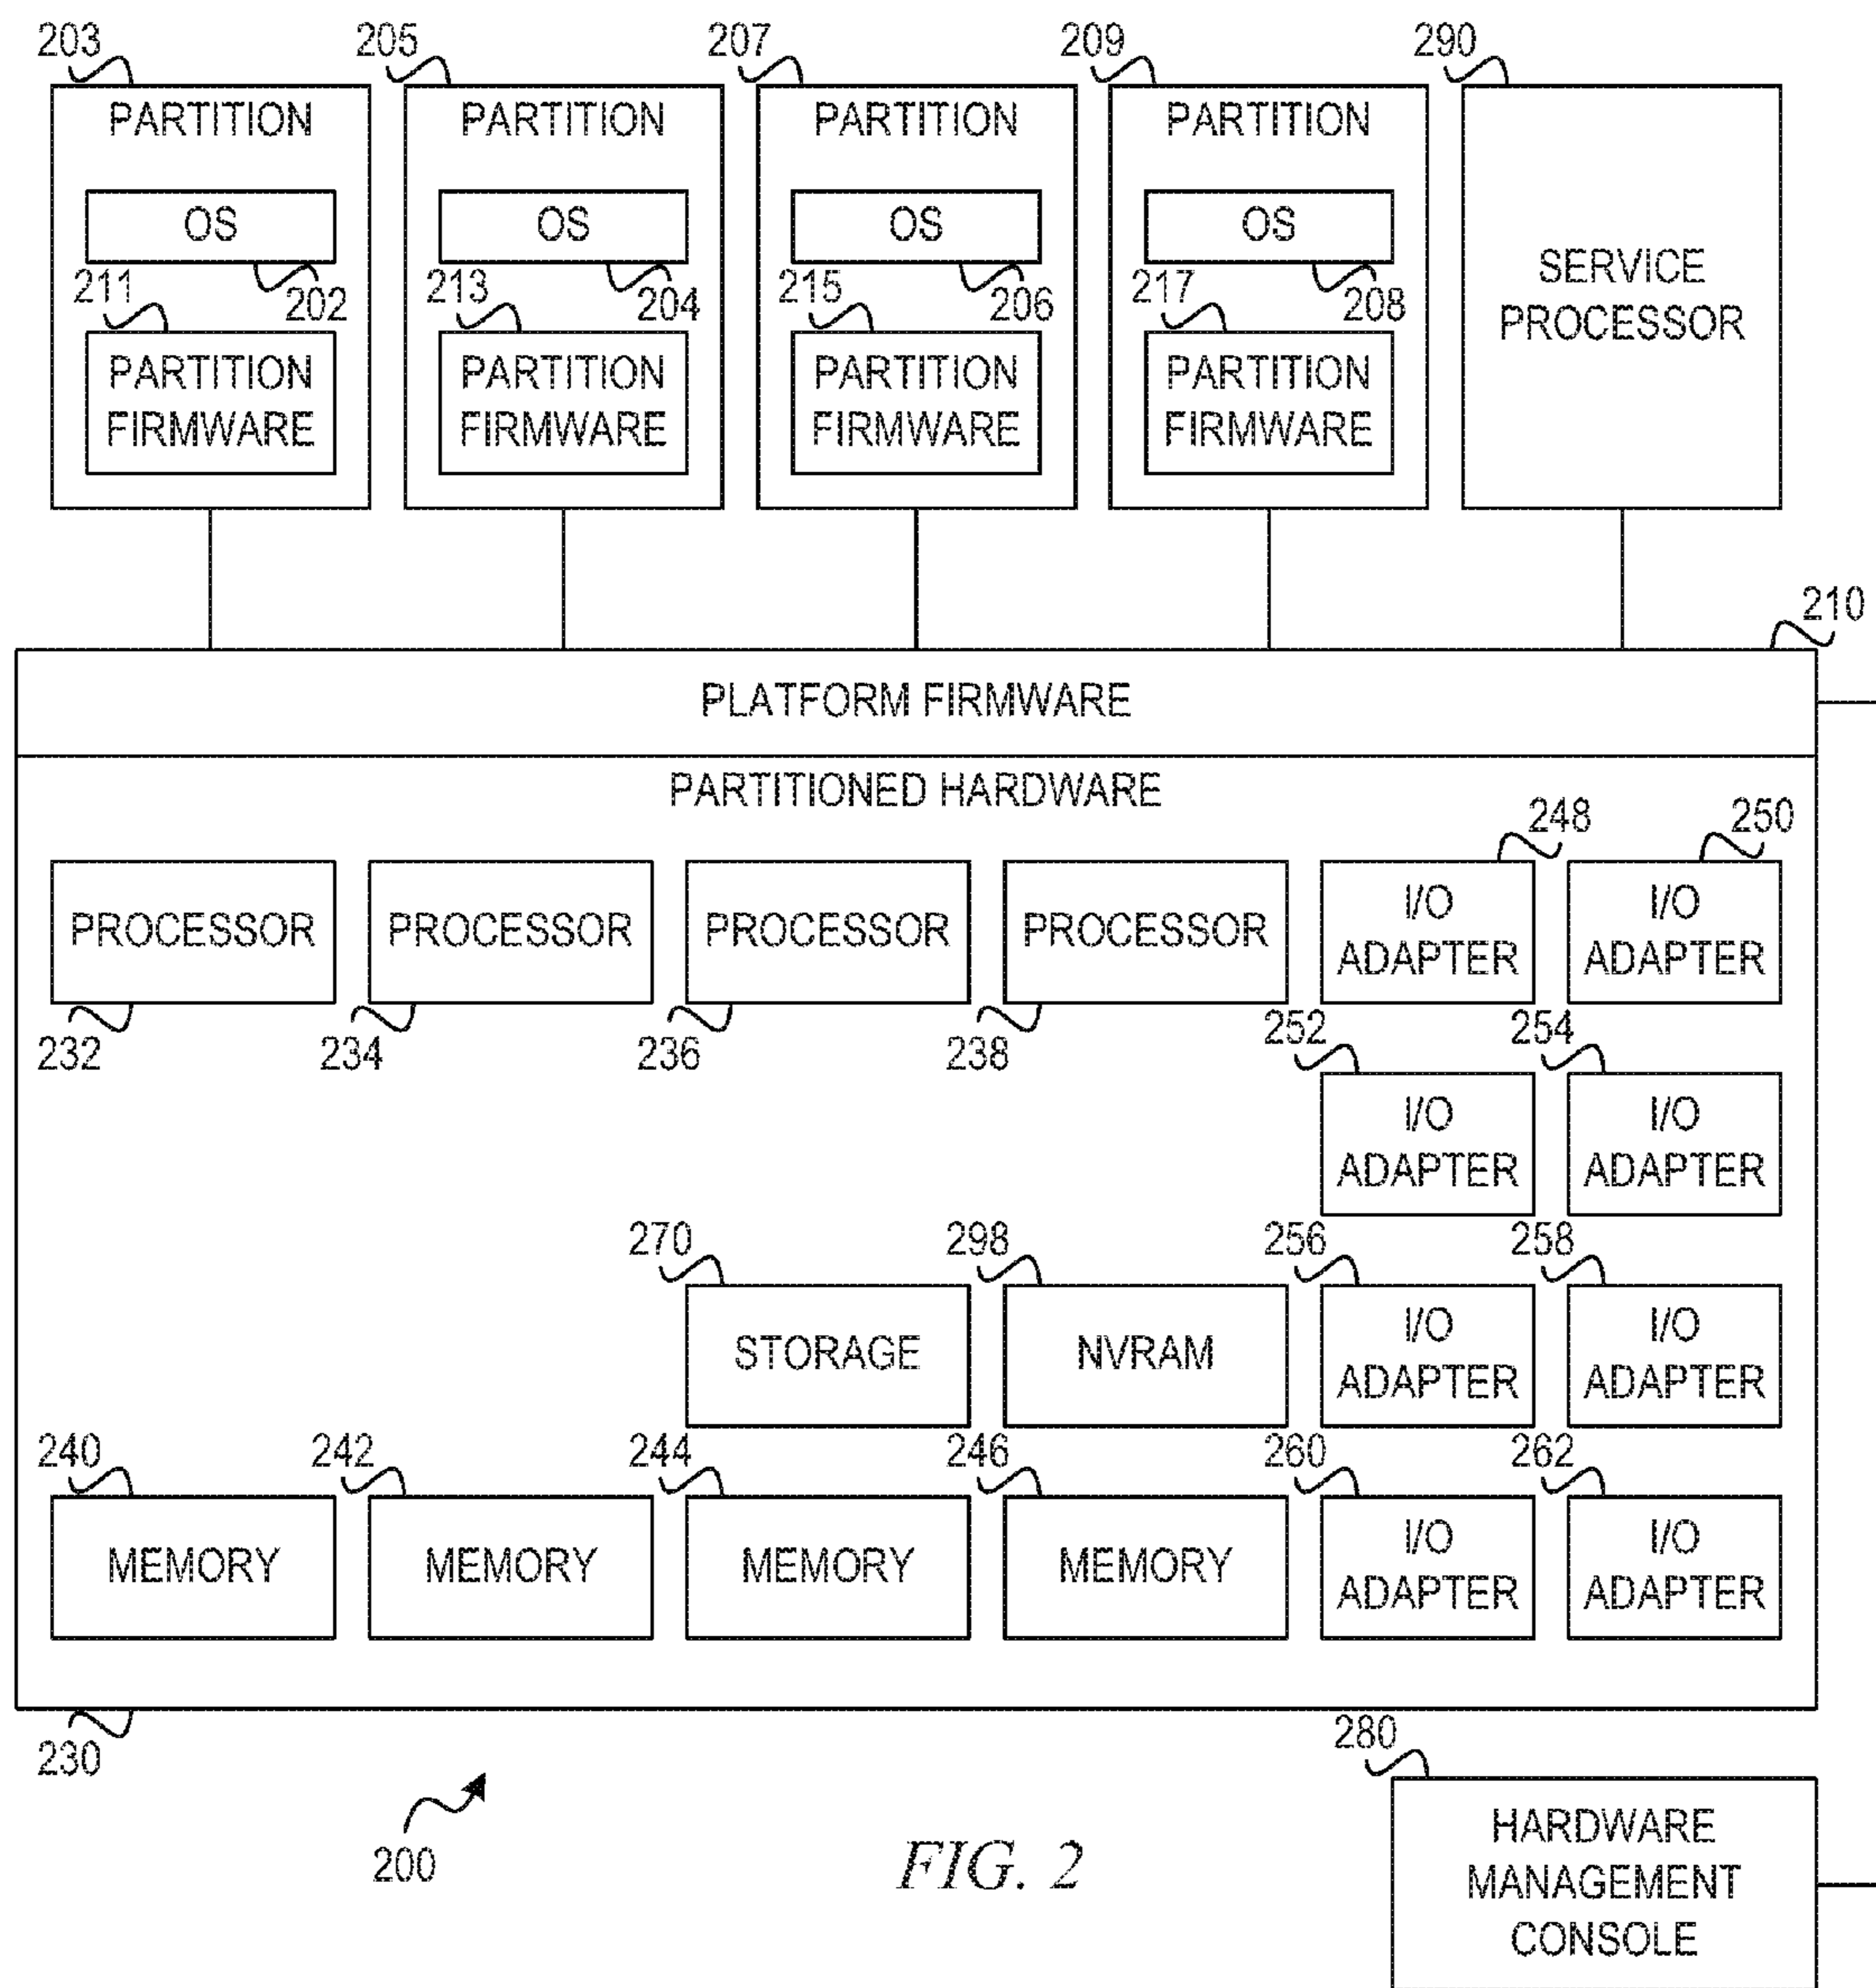 203 205 207 209 290
PARTITION PARTITION PARTITION PARTITION
OS OS OS OS
SERVICE
PROCESSOR
211 202 213 204 215 206 217 208
PARTITION PARTITION PARTITION PARTITION
FIRMWARE FIRMWARE FIRMWARE FIRMWARE
210
PLATFORM FIRMWARE
PARTITIONED HARDWARE
248 250
PROCESSOR PROCESSOR PROCESSOR PROCESSOR
I/O I/O
ADAPTER ADAPTER
232 234 236 238 252 254
I/O I/O
ADAPTER ADAPTER
270 298 256 258
STORAGE NVRAM
I/O I/O
ADAPTER ADAPTER
240 242 244 246 260 262
MEMORY MEMORY MEMORY MEMORY
I/O I/O
ADAPTER ADAPTER
230
280
200
FIG. 2
HARDWARE
MANAGEMENT
CONSOLE